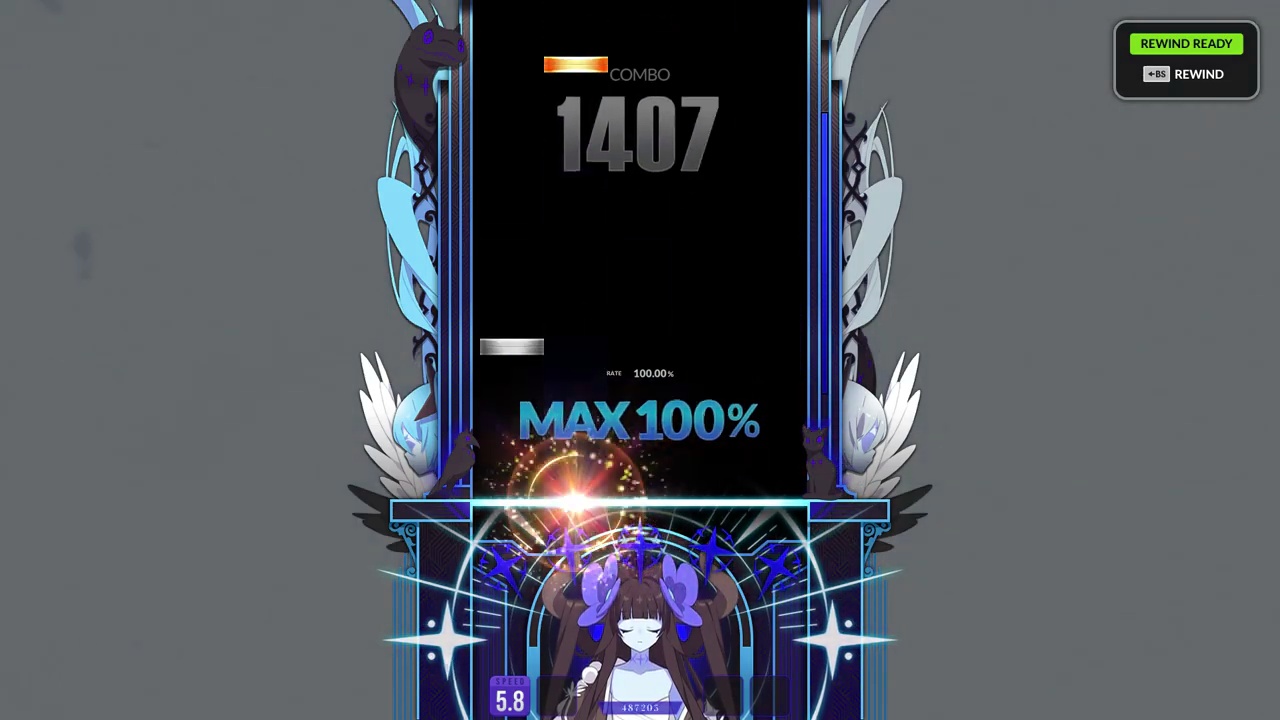 REWIND READY
←BS REWIND
COMBO
1407
RATE 100.00%
MAX 100%
SPEED
5.8
487205